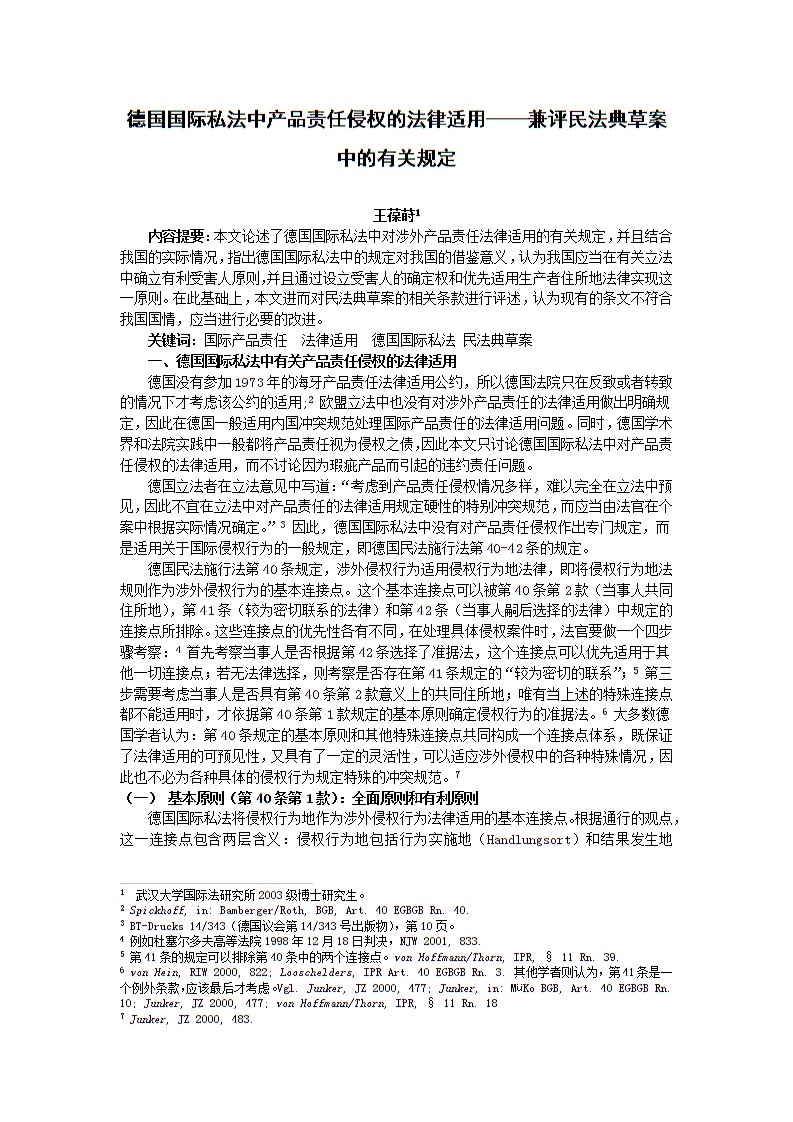 德国国际私法中产品责任侵权的法律适用——兼评民法典草案
中的有关规定
王葆莳1
内容提要：本文论述了德国国际私法中对涉外产品责任法律适用的有关规定，并且结合
我国的实际情况，指出德国国际私法中的规定对我国的借鉴意义，认为我国应当在有关立法
中确立有利受害人原则，并且通过设立受害人的确定权和优先适用生产者住所地法律实现这
一原则。在此基础上，本文进而对民法典草案的相关条款进行评述，认为现有的条文不符合
我国国情，应当进行必要的改进。
关键词：国际产品责任 法律适用 德国国际私法 民法典草案
一、德国国际私法中有关产品责任侵权的法律适用
德国没有参加1973年的海牙产品责任法律适用公约，所以德国法院只在反致或者转致
的情况下才考虑该公约的适用;2 欧盟立法中也没有对涉外产品责任的法律适用做出明确规
定，因此在德国一般适用内国冲突规范处理国际产品责任的法律适用问题。同时，德国学术
界和法院实践中一般都将产品责任视为侵权之债，因此本文只讨论德国国际私法中对产品责
任侵权的法律适用，而不讨论因为瑕疵产品而引起的违约责任问题。
德国立法者在立法意见中写道：“考虑到产品责任侵权情况多样，难以完全在立法中预
见，因此不宜在立法中对产品责任的法律适用规定硬性的特别冲突规范，而应当由法官在个
案中根据实际情况确定。”3 因此，德国国际私法中没有对产品责任侵权作出专门规定，而
是适用关于国际侵权行为的一般规定，即德国民法施行法第40-42条的规定。
德国民法施行法第40条规定，涉外侵权行为适用侵权行为地法律，即将侵权行为地法
规则作为涉外侵权行为的基本连接点。这个基本连接点可以被第40条第2款（当事人共同
住所地），第41条（较为密切联系的法律）和第42条（当事人嗣后选择的法律）中规定的
连接点所排除。这些连接点的优先性各有不同，在处理具体侵权案件时，法官要做一个四步
骤考察：4 首先考察当事人是否根据第42条选择了准据法，这个连接点可以优先适用于其
他一切连接点；若无法律选择，则考察是否存在第41条规定的“较为密切的联系”；5 第三
步需要考虑当事人是否具有第40条第2款意义上的共同住所地；唯有当上述的特殊连接点
都不能适用时，才依据第40条第1款规定的基本原则确定侵权行为的准据法。6 大多数德
国学者认为：第40条规定的基本原则和其他特殊连接点共同构成一个连接点体系，既保证
了法律适用的可预见性，又具有了一定的灵活性，可以适应涉外侵权中的各种特殊情况，因
此也不必为各种具体的侵权行为规定特殊的冲突规范。7
（一） 基本原则（第40条第1款）：全面原则和有利原则
德国国际私法将侵权行为地作为涉外侵权行为法律适用的基本连接点。根据通行的观点，
这一连接点包含两层含义：侵权行为地包括行为实施地（Handlungsort）和结果发生地
1 武汉大学国际法研究所2003级博士研究生。
2 Spickhoff, in: Bamberger/Roth, BGB, Art. 40 EGBGB Rn. 40.
3 BT-Drucks 14/343（德国议会第14/343号出版物），第10页。
4 例如杜塞尔多夫高等法院1998年12月18日判决，NJW 2001, 833.
5 第41条的规定可以排除第40条中的两个连接点。von Hoffmann/Thorn, IPR, § 11 Rn. 39.
6 von Hein, RIW 2000, 822; Looschelders, IPR Art. 40 EGBGB Rn. 3. 其他学者则认为，第41条是一
个例外条款，应该最后才考虑。Vgl. Junker, JZ 2000, 477; Junker, in: MüKo BGB, Art. 40 EGBGB Rn.
10; Junker, JZ 2000, 477; von Hoffmann/Thorn, IPR, § 11 Rn. 18
7 Junker, JZ 2000, 483.